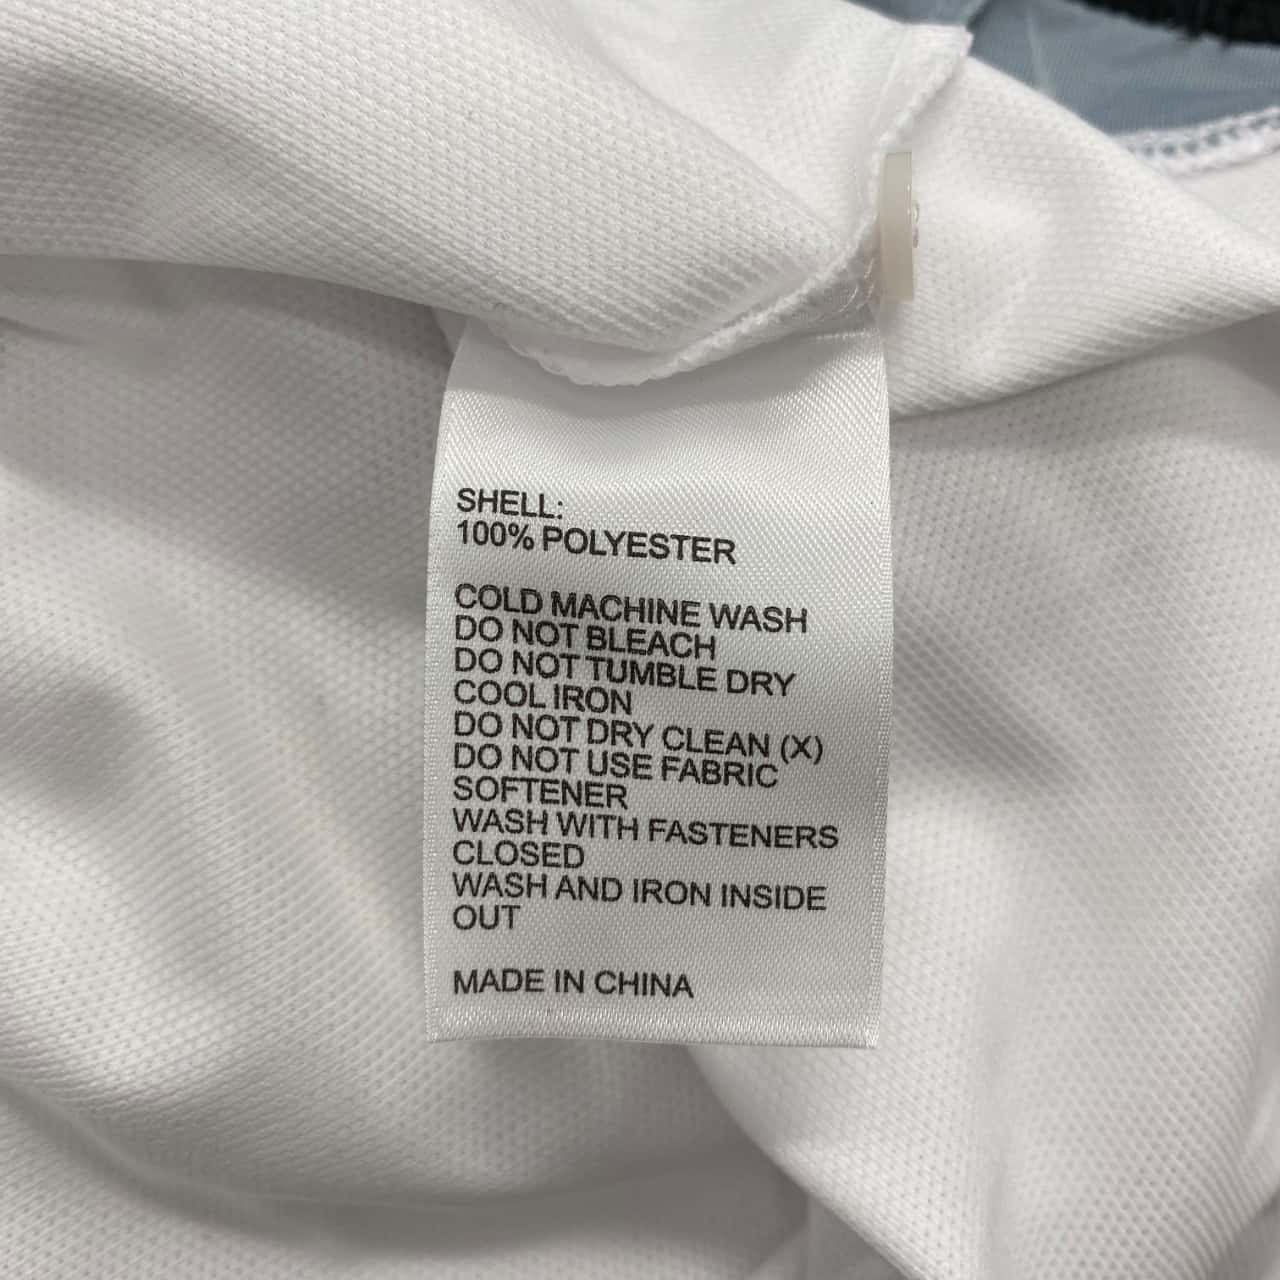 SHELL:
100% POLYESTER
COLD MACHINE WASH
DO NOT BLEACH
DO NOT TUMBLE DRY
COOL IRON
DO NOT DRY CLEAN (X)
DO NOT USE FABRIC
SOFTENER
WASH WITH FASTENERS
CLOSED
WASH AND IRON INSIDE
OUT
MADE IN CHINA